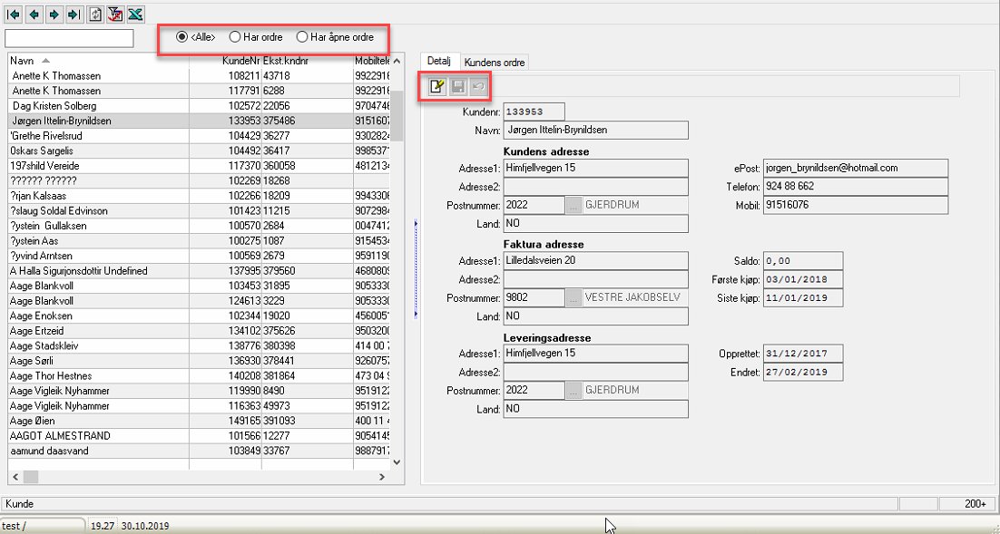 <Alle> Har ordre Har åpne ordre
Navn KundeNr Ekst.kndnr Mobiltele
Anette K Thomassen 108211 43718 9922916
Anette K Thomassen 117791 6288 9922916
Dag Kristen Solberg 102572 22056 9704746
Jørgen Ittelin-Brynildsen 133953 375486 9151607
'Grethe Rivelsrud 104429 36277 9302824
0skars Sargelis 104492 36417 9985371
197shild Vereide 117370 360058 4812134
?????? ?????? 102269 18268
?rjan Kalsaas 102266 18209 9943306
?slaug Soldal Edvinson 101423 11215 9072984
?ystein Gullaksen 100570 2684 0047412
?ystein Aas 100275 1087 9154534
?yvind Arntsen 100569 2679 9591190
A Halla Sigurjonsdottir Undefined 137995 379560 4680809
Aage Blankvoll 103453 31895 9053330
Aage Blankvoll 124613 3229 9053330
Aage Enoksen 102344 19020 4560051
Aage Ertzeid 134102 375626 9503200
Aage Stadskleiv 138776 380398 414 00 7
Aage Sørli 136930 378441 9260757
Aage Thor Hestnes 140208 381864 473 04 9
Aage Vigleik Nyhammer 119990 8490 9519122
Aage Vigleik Nyhammer 116363 49973 9519122
Aage Øien 149165 391093 400 11 4
AAGOT ALMESTRAND 101566 12277 9054145
aamund daasvand 103849 33767 9887917
Detalj Kundens ordre
Kundenr: 133953
Navn: Jørgen Ittelin-Brynildsen
Kundens adresse
Adresse1: Himfjellvegen 15 ePost: jorgen_brynildsen@hotmail.com
Adresse2: Telefon: 924 88 662
Postnummer: 2022 ... GJERDRUM Mobil: 91516076
Land: NO
Faktura adresse
Adresse1: Lilledalsveien 20 Saldo: 0,00
Adresse2: Første kjøp: 03/01/2018
Postnummer: 9802 ... VESTRE JAKOBSELV Siste kjøp: 11/01/2019
Land: NO
Leveringsadresse
Adresse1: Himfjellvegen 15 Opprettet: 31/12/2017
Adresse2: Endret: 27/02/2019
Postnummer: 2022 ... GJERDRUM
Land: NO
Kunde 200+
test / 19.27 30.10.2019